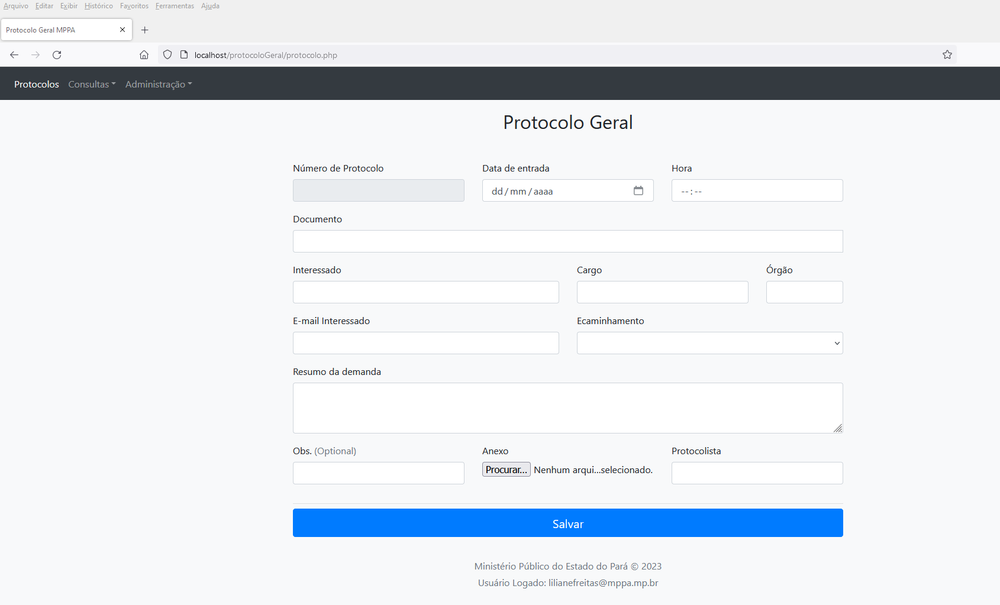 Arquivo Editar Exibir Histórico Favoritos Ferramentas Ajuda
Protocolo Geral MPPA
localhost/protocoloGeral/protocolo.php
Protocolos Consultas Administração
Protocolo Geral
Número de Protocolo Data de entrada Hora
dd/mm/aaaa --:--
Documento
Interessado Cargo Órgão
E-mail Interessado Ecaminhamento
Resumo da demanda
Obs. (Optional) Anexo Protocolista
Procurar... Nenhum arqui...selecionado.
Salvar
Ministério Público do Estado do Pará © 2023
Usuário Logado: lilianefreitas@mppa.mp.br